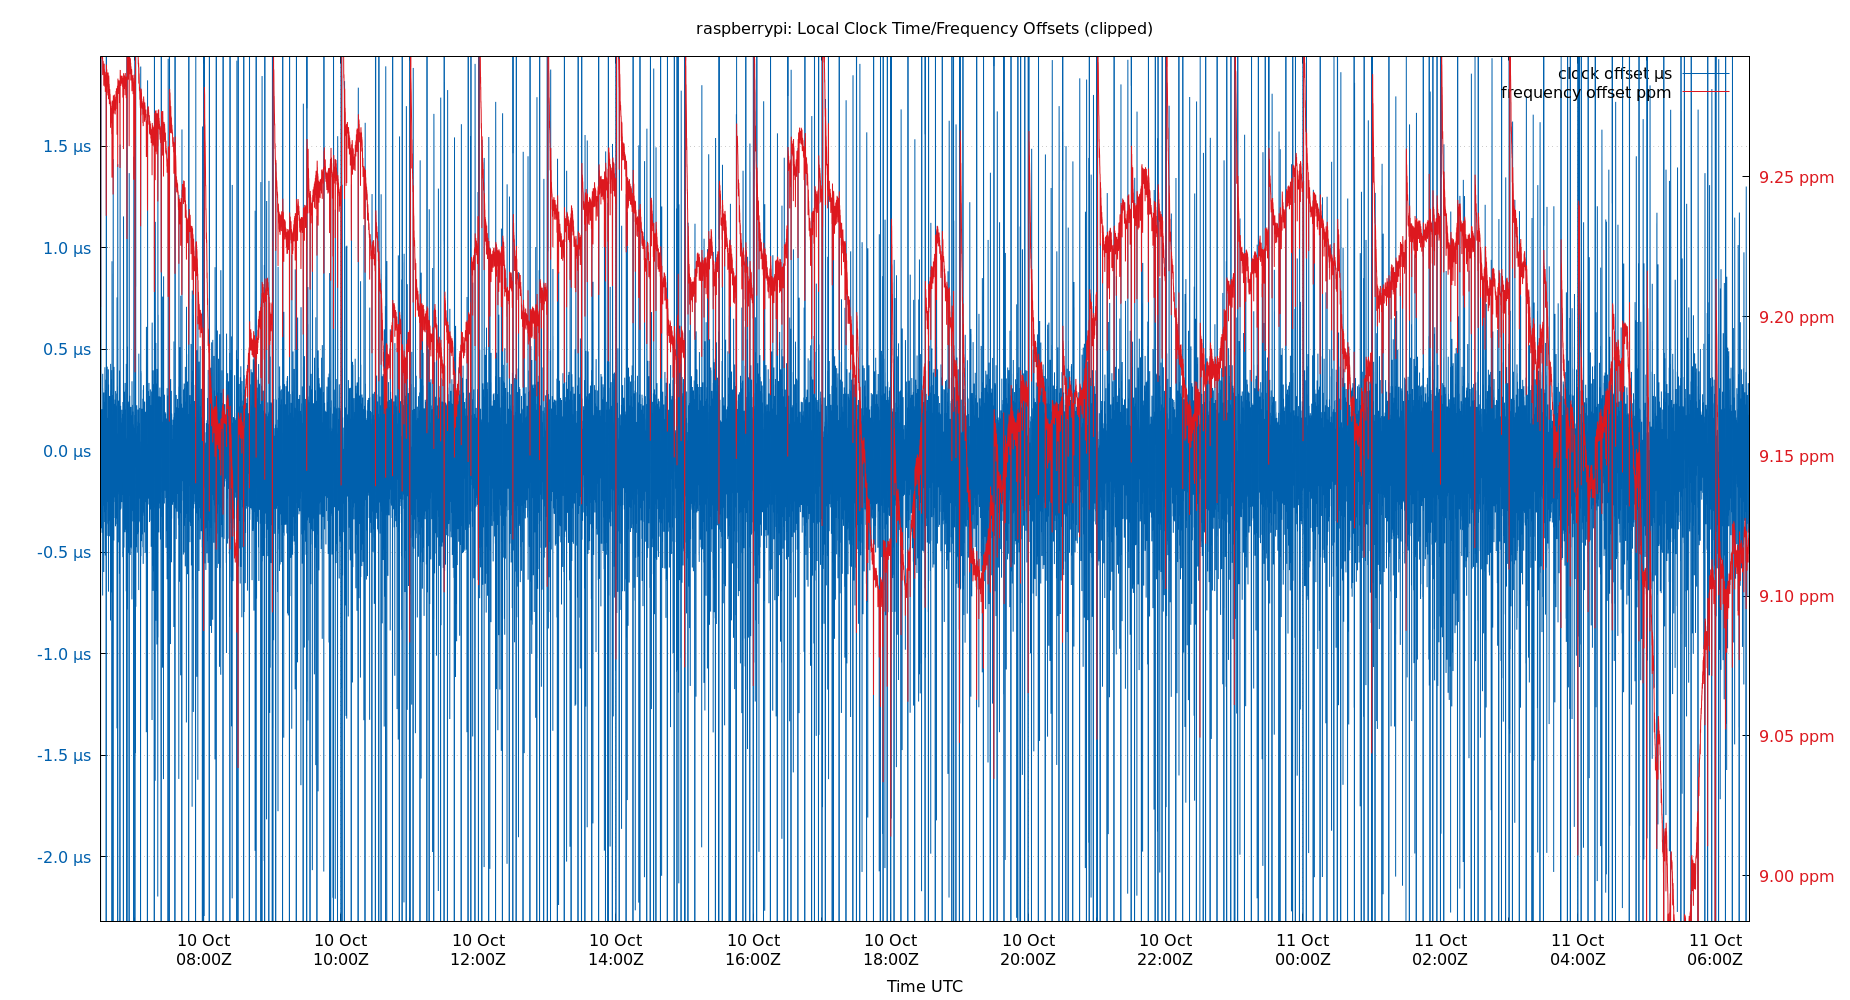 raspberrypi: Local Clock Time/Frequency Offsets (clipped)
clock offset µs
frequency offset ppm
1.5 µs
1.0 µs
0.5 µs
0.0 µs
-0.5 µs
-1.0 µs
-1.5 µs
-2.0 µs
9.25 ppm
9.20 ppm
9.15 ppm
9.10 ppm
9.05 ppm
9.00 ppm
10 Oct 10 Oct 10 Oct 10 Oct 10 Oct 10 Oct 10 Oct 10 Oct 11 Oct 11 Oct 11 Oct 11 Oct
08:00Z 10:00Z 12:00Z 14:00Z 16:00Z 18:00Z 20:00Z 22:00Z 00:00Z 02:00Z 04:00Z 06:00Z
Time UTC